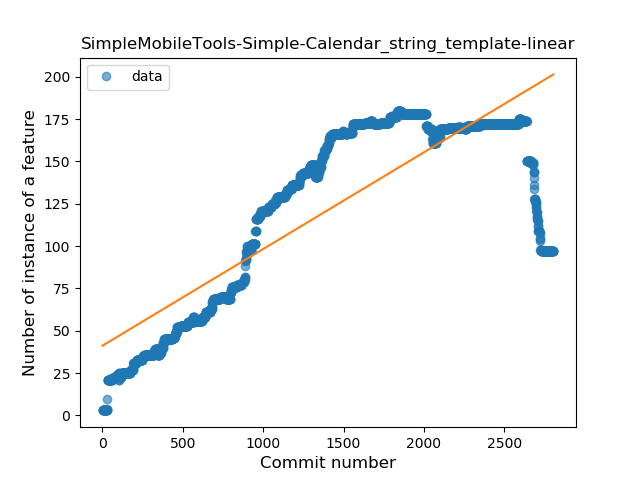 SimpleMobileTools-Simple-Calendar_string_template-linear
data
Number of instance of a feature
200
175
150
125
100
75
50
25
0
0 500 1000 1500 2000 2500
Commit number